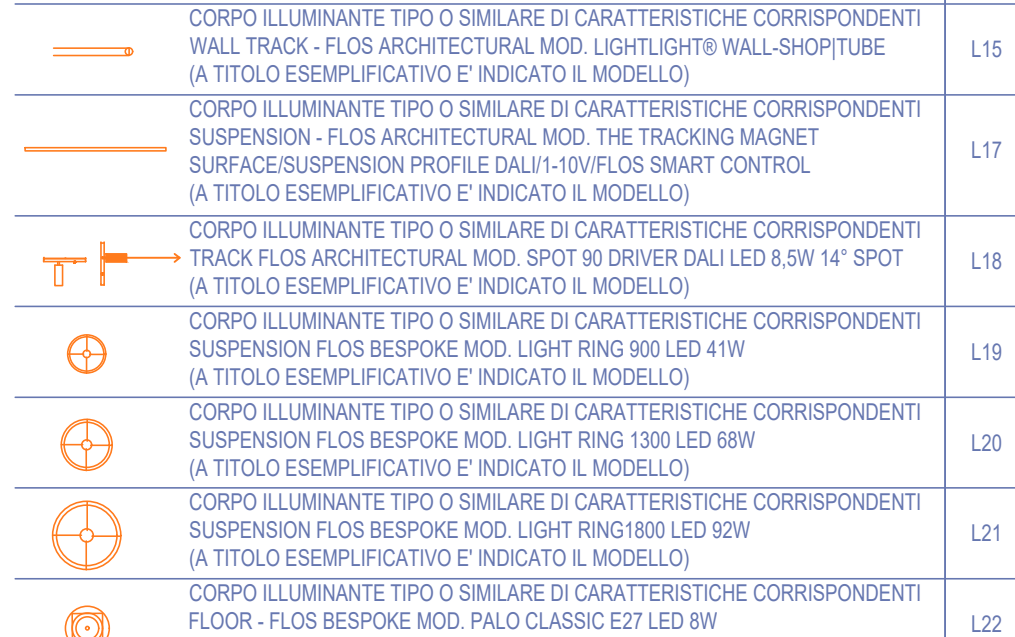 CORPO ILLUMINANTE TIPO O SIMILARE DI CARATTERISTICHE CORRISPONDENTI
WALL TRACK - FLOS ARCHITECTURAL MOD. LIGHTLIGHT® WALL-SHOP|TUBE
(A TITOLO ESEMPLIFICATIVO E' INDICATO IL MODELLO)
L15
CORPO ILLUMINANTE TIPO O SIMILARE DI CARATTERISTICHE CORRISPONDENTI
SUSPENSION - FLOS ARCHITECTURAL MOD. THE TRACKING MAGNET
SURFACE/SUSPENSION PROFILE DALI/1-10V/FLOS SMART CONTROL
(A TITOLO ESEMPLIFICATIVO E' INDICATO IL MODELLO)
L17
CORPO ILLUMINANTE TIPO O SIMILARE DI CARATTERISTICHE CORRISPONDENTI
TRACK FLOS ARCHITECTURAL MOD. SPOT 90 DRIVER DALI LED 8,5W 14° SPOT
(A TITOLO ESEMPLIFICATIVO E' INDICATO IL MODELLO)
L18
CORPO ILLUMINANTE TIPO O SIMILARE DI CARATTERISTICHE CORRISPONDENTI
SUSPENSION FLOS BESPOKE MOD. LIGHT RING 900 LED 41W
(A TITOLO ESEMPLIFICATIVO E' INDICATO IL MODELLO)
L19
CORPO ILLUMINANTE TIPO O SIMILARE DI CARATTERISTICHE CORRISPONDENTI
SUSPENSION FLOS BESPOKE MOD. LIGHT RING 1300 LED 68W
(A TITOLO ESEMPLIFICATIVO E' INDICATO IL MODELLO)
L20
CORPO ILLUMINANTE TIPO O SIMILARE DI CARATTERISTICHE CORRISPONDENTI
SUSPENSION FLOS BESPOKE MOD. LIGHT RING1800 LED 92W
(A TITOLO ESEMPLIFICATIVO E' INDICATO IL MODELLO)
L21
CORPO ILLUMINANTE TIPO O SIMILARE DI CARATTERISTICHE CORRISPONDENTI
FLOOR - FLOS BESPOKE MOD. PALO CLASSIC E27 LED 8W
L22